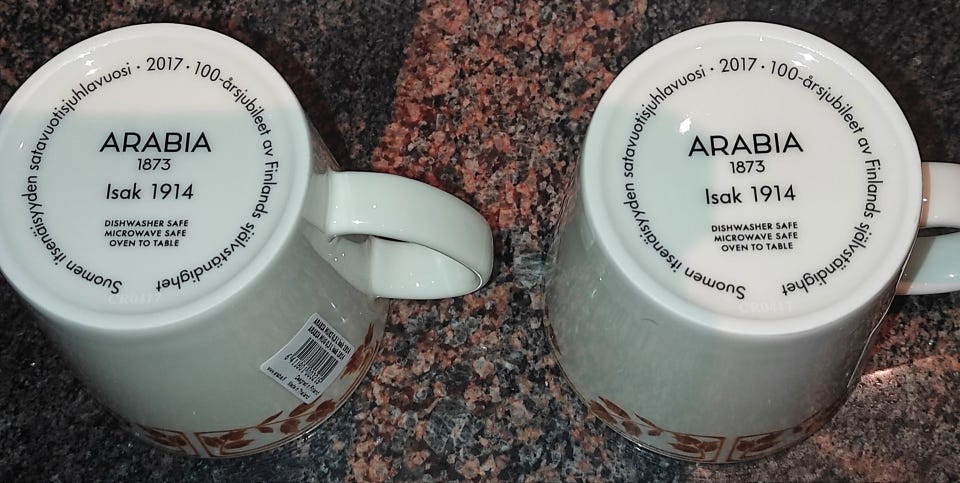 Suomen itsenäisyyden satavuotisjuhlavuosi · 2017 · 100-årsjubileet av Finlands självständighet
ARABIA
1873
Isak 1914
DISHWASHER SAFE
MICROWAVE SAFE
OVEN TO TABLE
CR0417
Suomen itsenäisyyden satavuotisjuhlavuosi · 2017 · 100-årsjubileet av Finlands självständighet
ARABIA
1873
Isak 1914
DISHWASHER SAFE
MICROWAVE SAFE
OVEN TO TABLE
CR0417